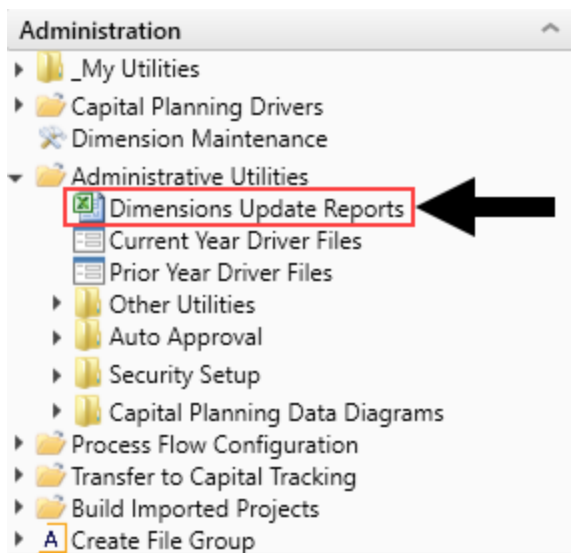 Administration
_My Utilities
Capital Planning Drivers
Dimension Maintenance
Administrative Utilities
Dimensions Update Reports
Current Year Driver Files
Prior Year Driver Files
Other Utilities
Auto Approval
Security Setup
Capital Planning Data Diagrams
Process Flow Configuration
Transfer to Capital Tracking
Build Imported Projects
A Create File Group